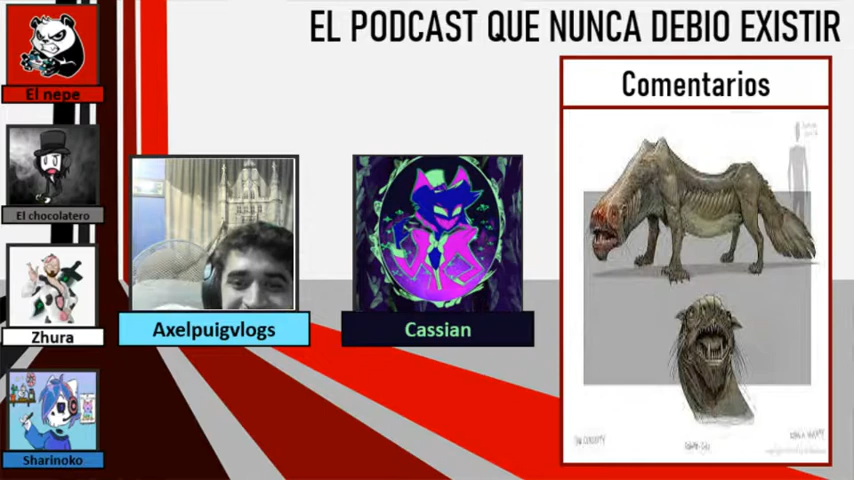 EL PODCAST QUE NUNCA DEBIO EXISTIR
El nepe
El chocolatero
Zhura
Sharinoko
Axelpuigvlogs
Cassian
Comentarios